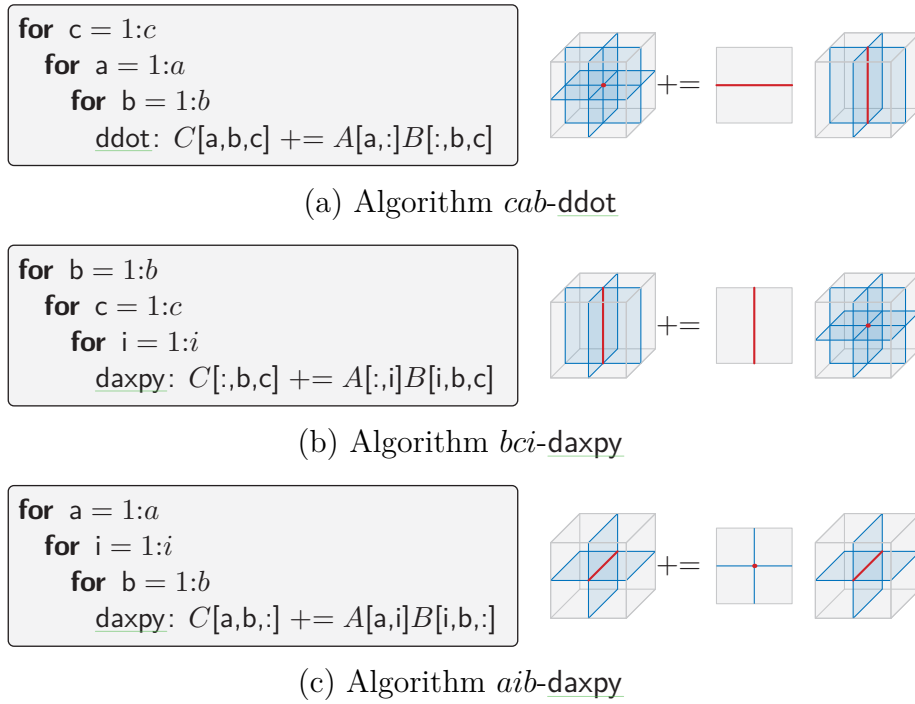 for c = 1:c
for a = 1:a
for b = 1:b
ddot: C[a,b,c] += A[a,:]B[:,b,c]
+=
(a) Algorithm cab-ddot
for b = 1:b
for c = 1:c
for i = 1:i
daxpy: C[:,b,c] += A[:,i]B[i,b,c]
+=
(b) Algorithm bci-daxpy
for a = 1:a
for i = 1:i
for b = 1:b
daxpy: C[a,b,:] += A[a,i]B[i,b,:]
+=
(c) Algorithm aib-daxpy